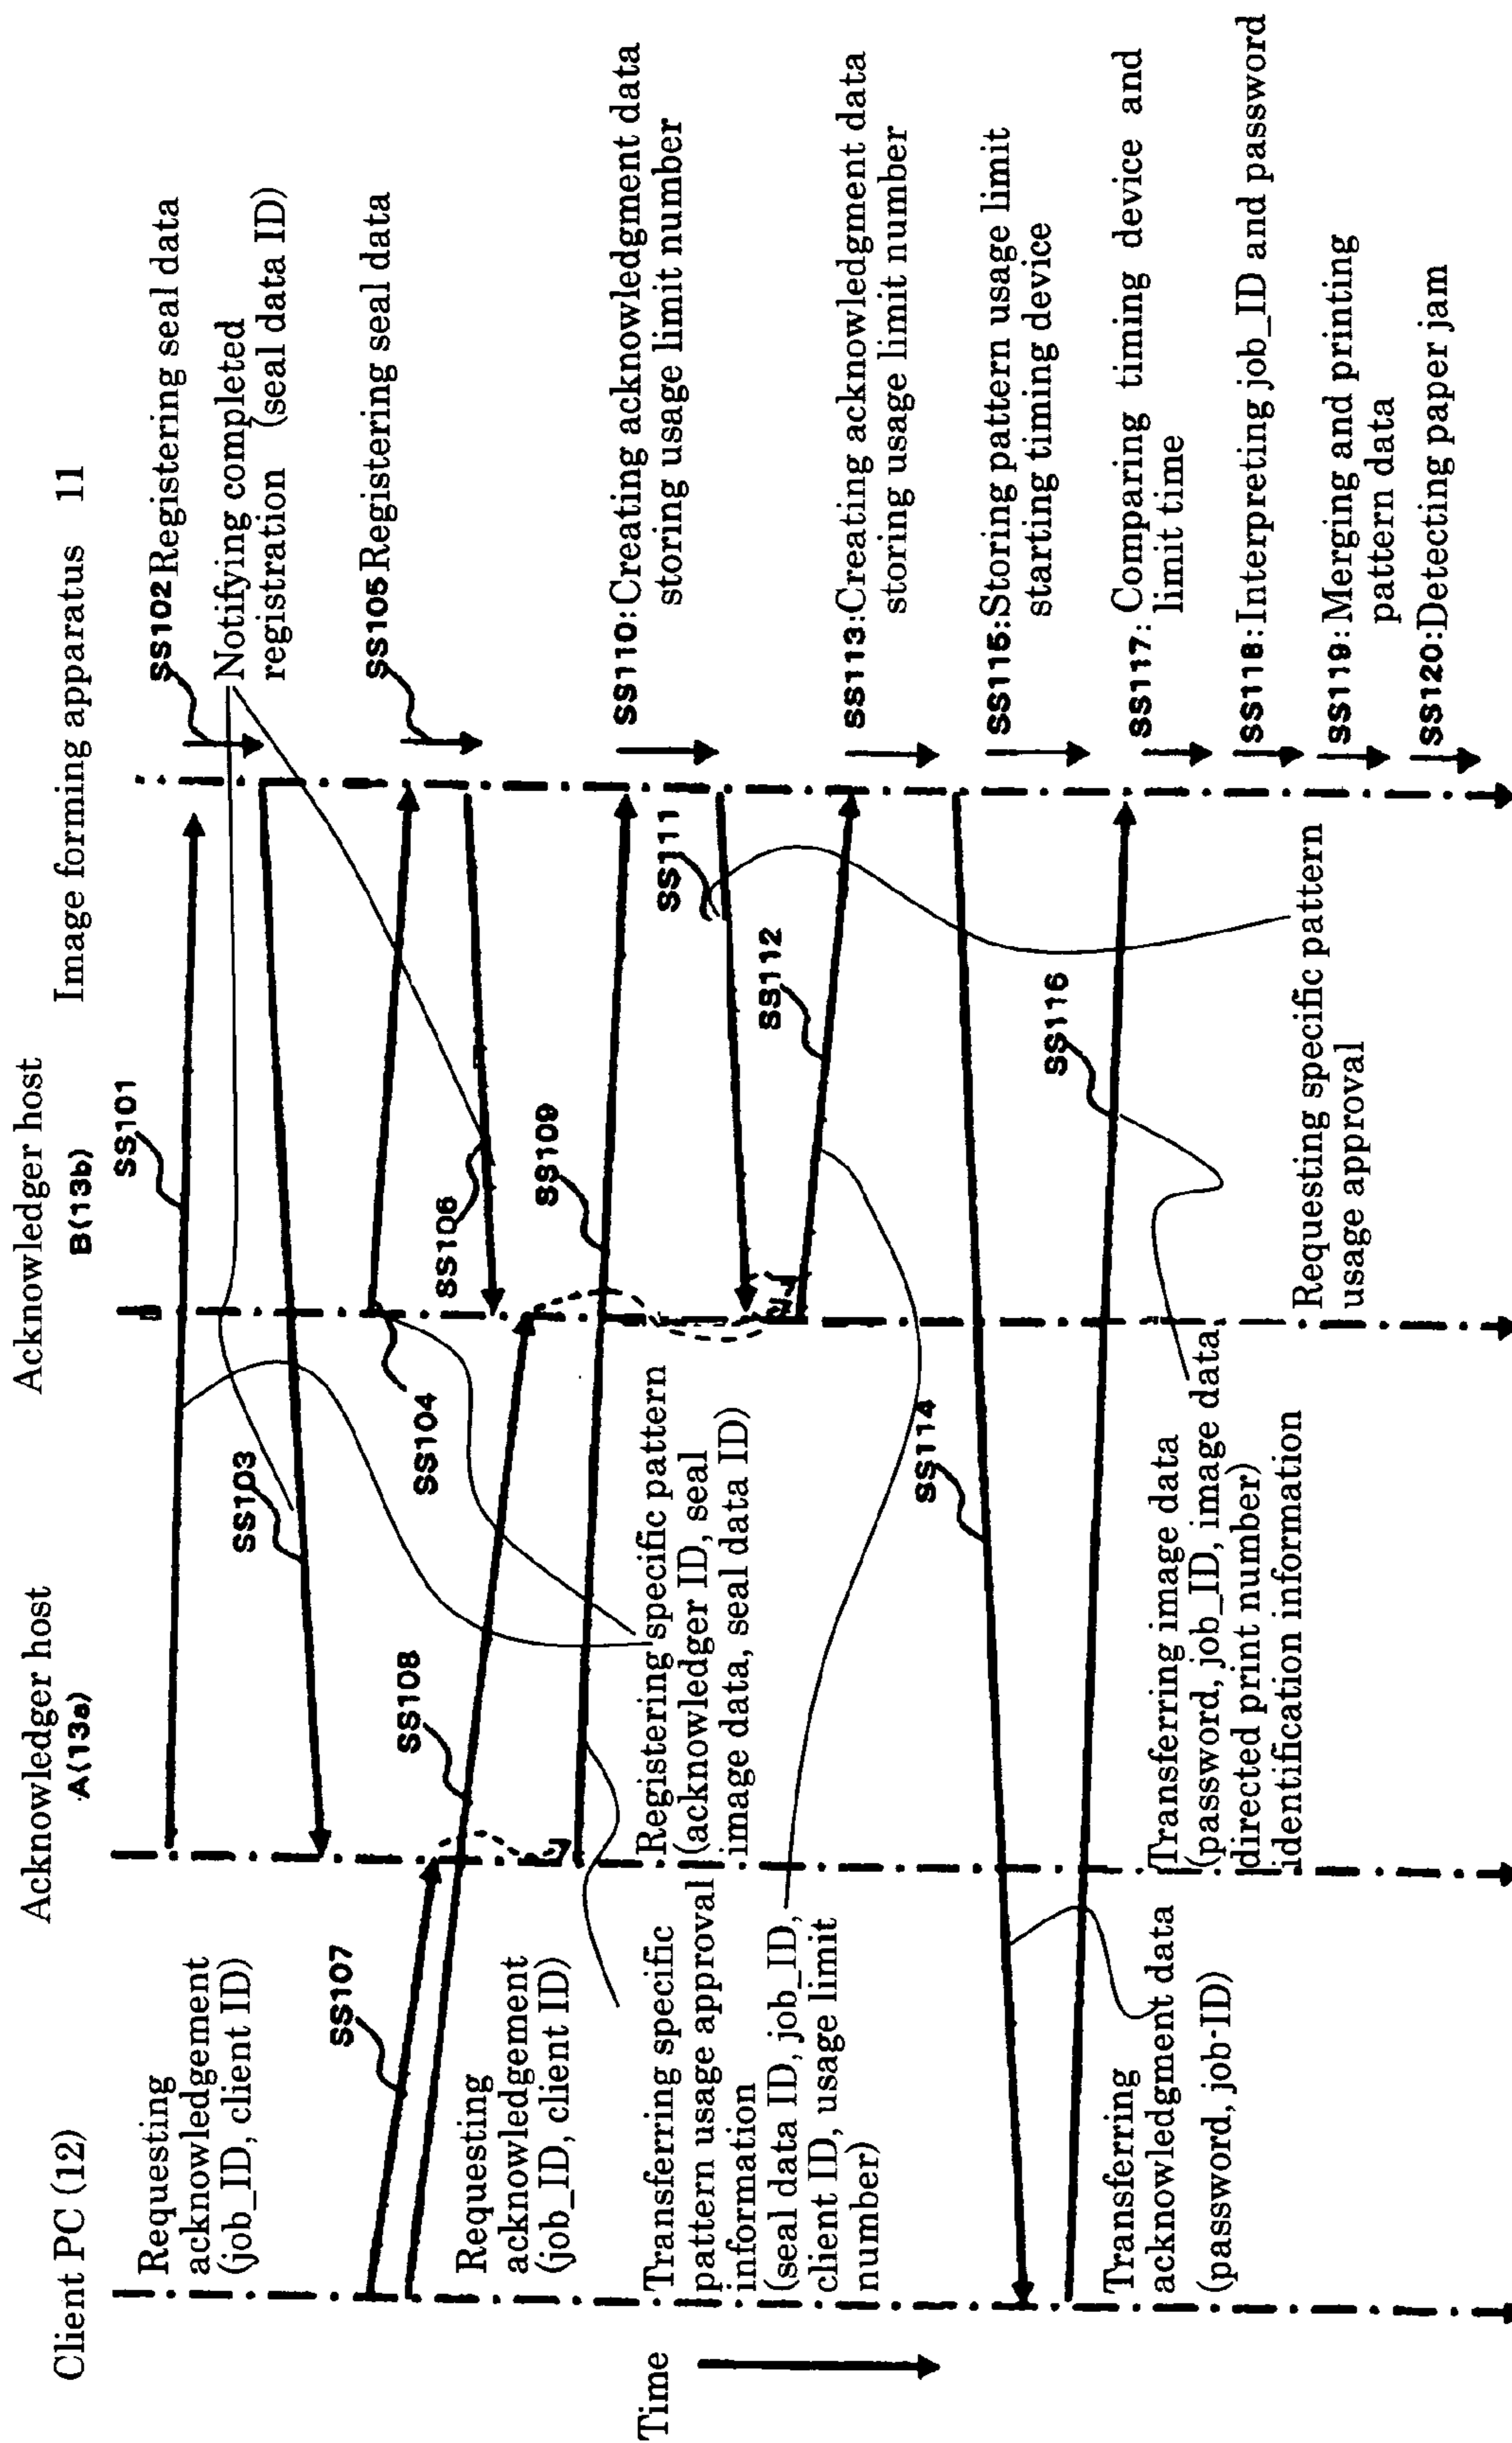 Client PC (12)
Acknowledger host
A(13a)
Acknowledger host
B(13b)
Image forming apparatus 11
Time
Requesting
acknowledgement
(job_ID, client ID)
SS107
Requesting
acknowledgement
(job_ID, client ID)
Transferring specific
pattern usage approval
information
(seal data ID, job_ID,
client ID, usage limit
number)
Transferring
acknowledgment data
(password, job-ID)
SS101
SS103
SS104
SS106
SS108
SS109
Registering specific pattern
(acknowledger ID, seal
image data, seal data ID)
SS111
SS112
SS114
SS116
Transferring image data
(password, job_ID, image data
directed print number)
identification information
Requesting specific pattern
usage approval
SS102 Registering seal data
Notifying completed
registration (seal data ID)
SS105 Registering seal data
SS110:Creating acknowledgment data
storing usage limit number
SS113:Creating acknowledgment data
storing usage limit number
SS115:Storing pattern usage limit
starting timing device
SS117: Comparing timing device and
limit time
SS118:Interpreting job_ID and password
SS119:Merging and printing
pattern data
SS120:Detecting paper jam